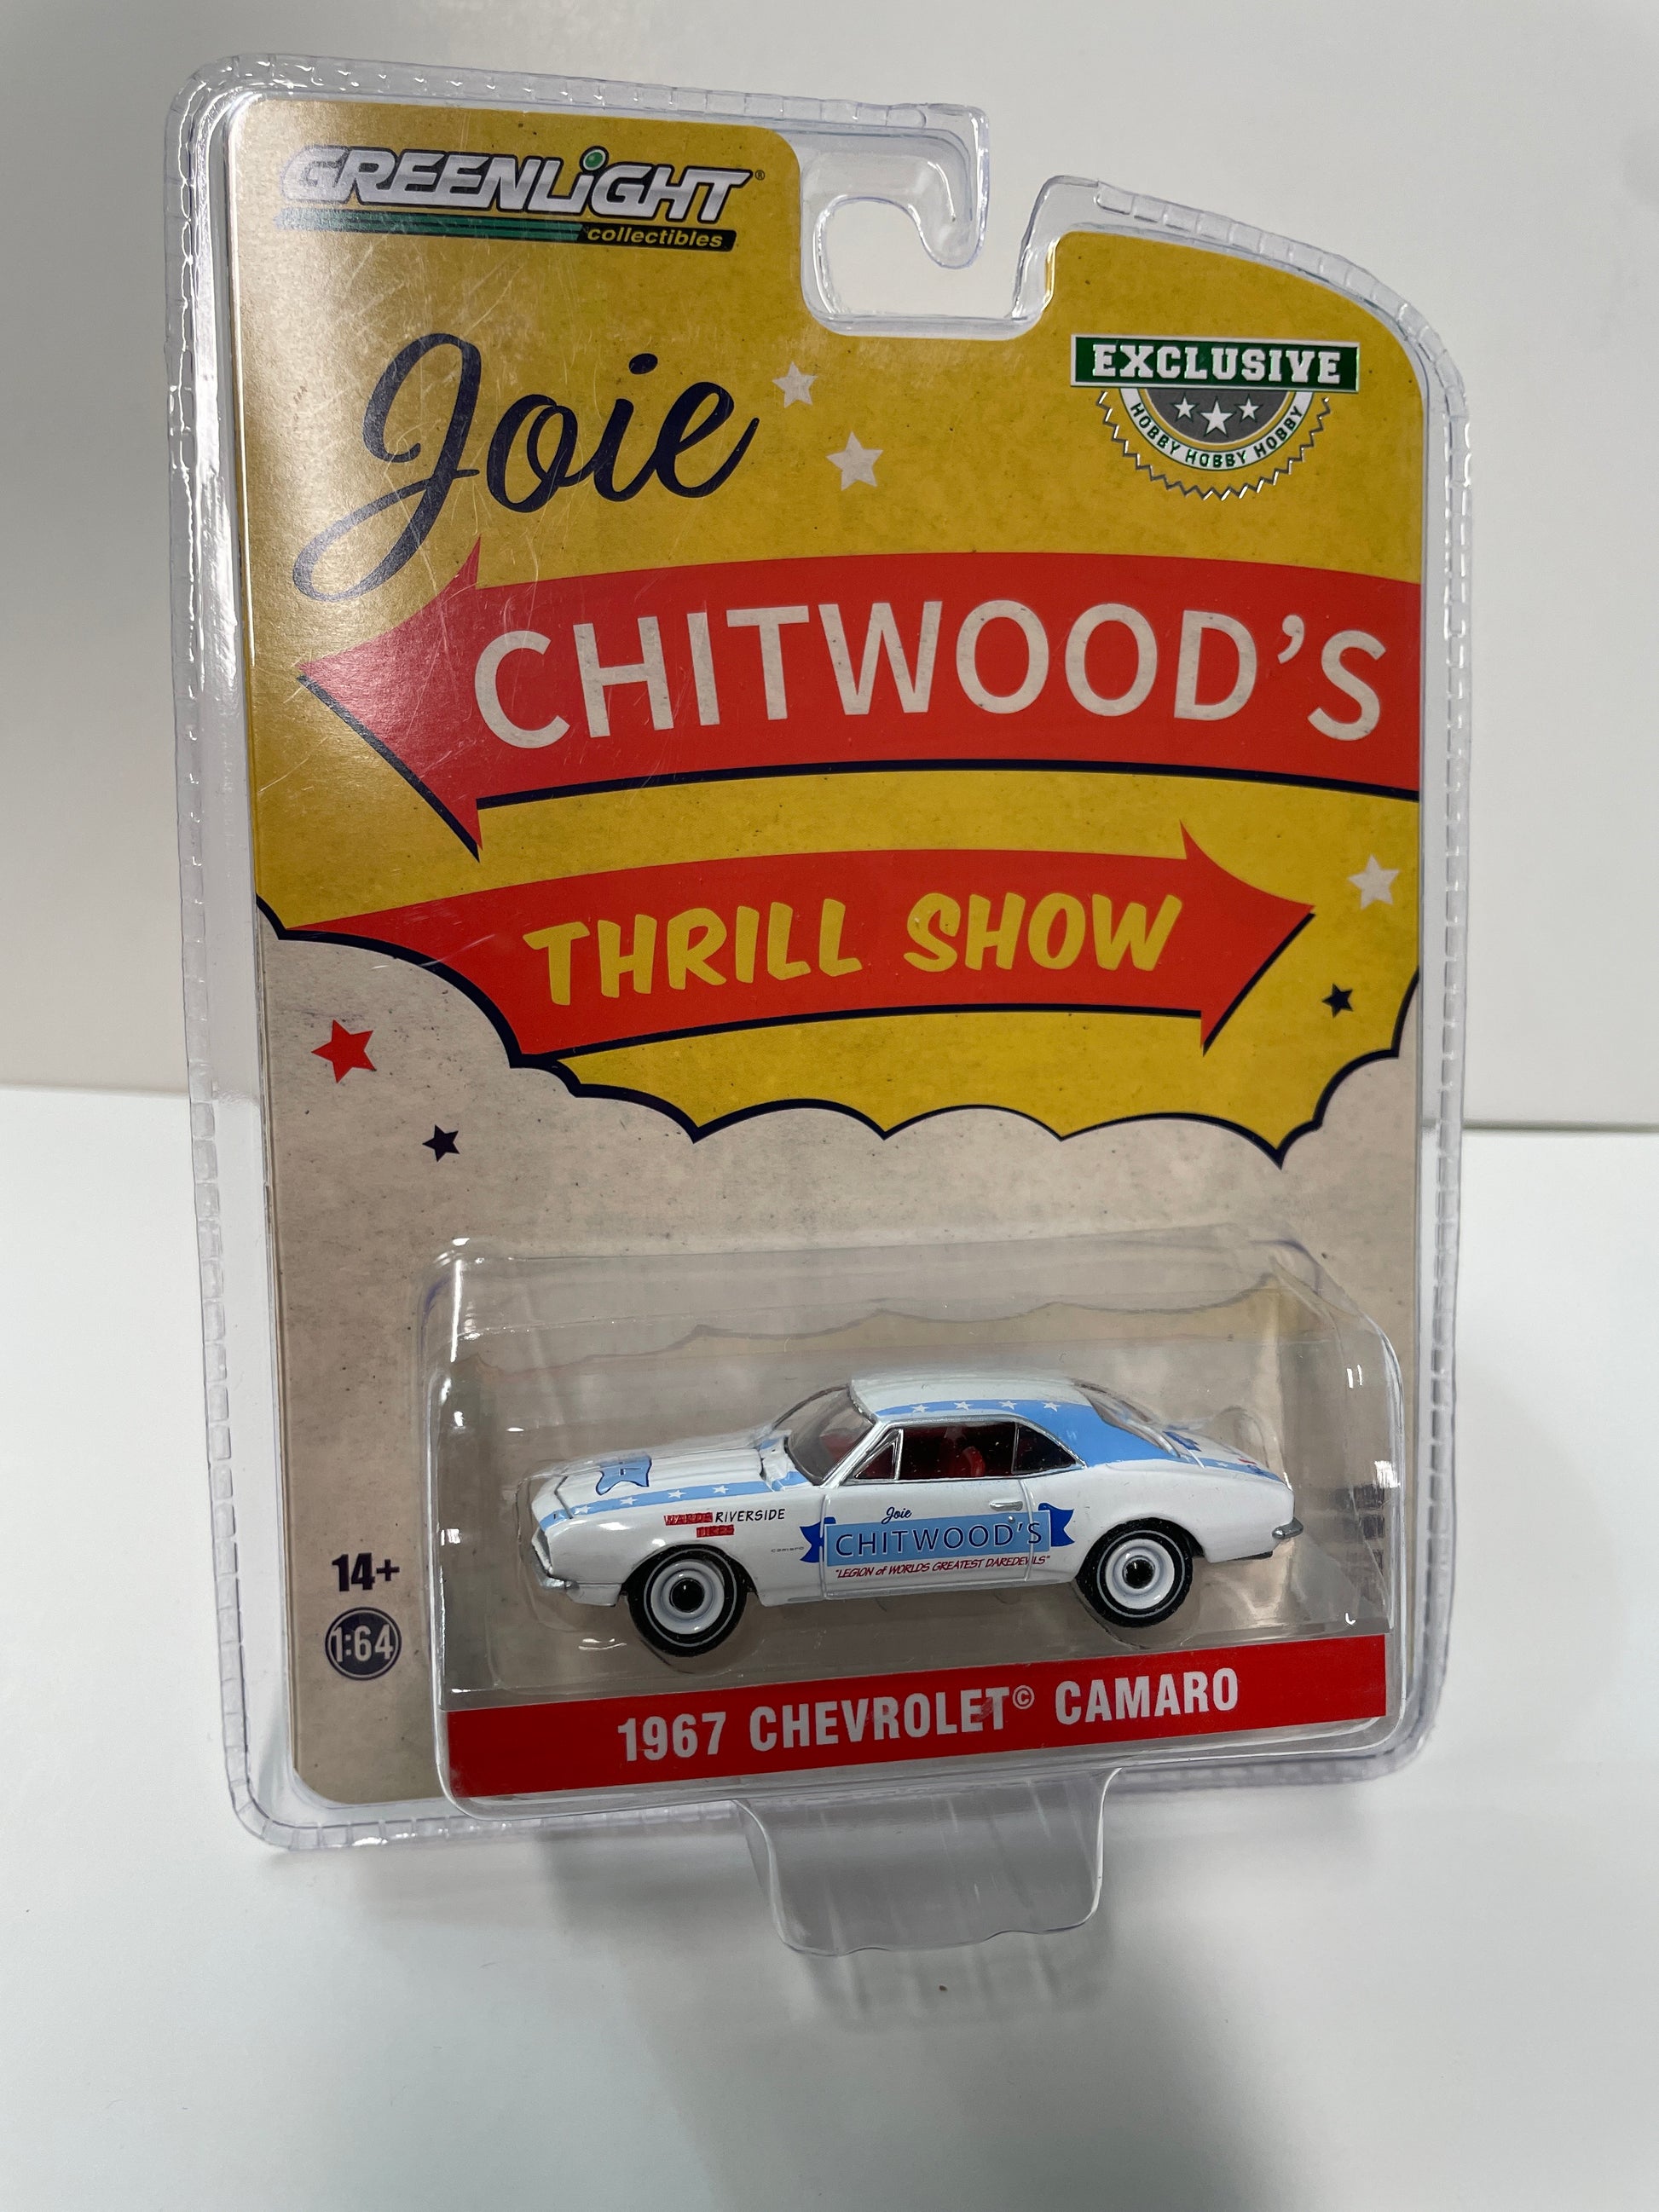 GREENLiGHT®
collectibles
EXCLUSIVE
HOBBY HOBBY HOBBY
Joie
CHITWOOD'S
THRILL SHOW
RIVERSIDE
Joie
CHITWOOD'S
"LEGION of WORLDS GREATEST DAREDEVILS"
14+
1:64
1967 CHEVROLET© CAMARO